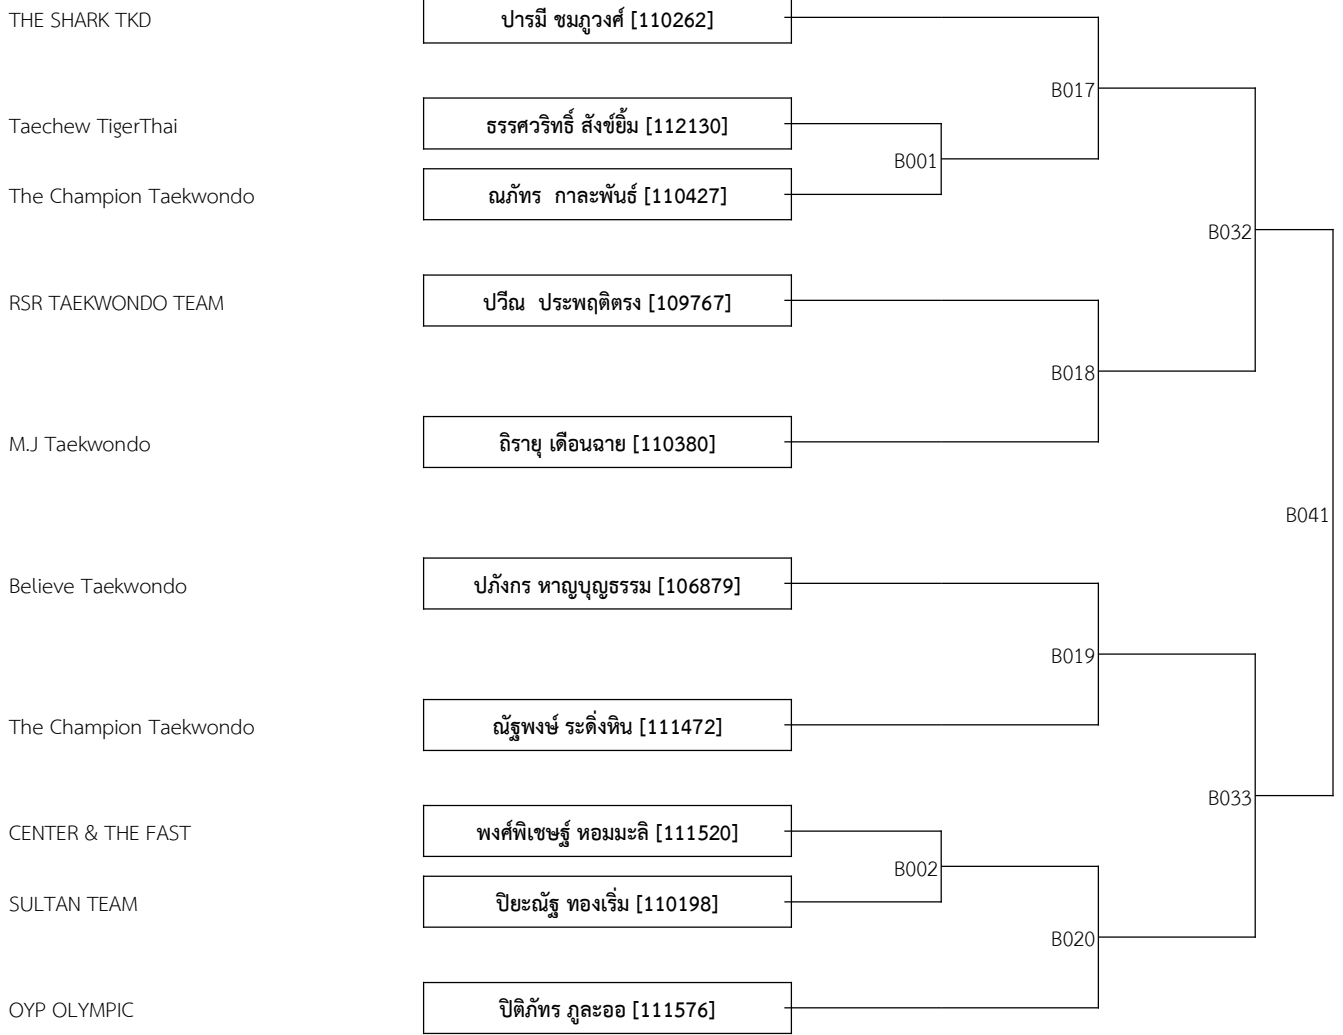 THE SHARK TKD ปารมี ชมภูวงศ์ [110262]
B017
Taechew TigerThai ธรรศวริทธิ์ สังข์ยิ้ม [112130]
B001
The Champion Taekwondo ณภัทร  กาละพันธ์ [110427]
B032
RSR TAEKWONDO TEAM ปวีณ  ประพฤติตรง [109767]
B018
M.J Taekwondo ถิรายุ เดือนฉาย [110380]
B041
Believe Taekwondo ปภังกร หาญบุญธรรม [106879]
B019
The Champion Taekwondo ณัฐพงษ์ ระดิ่งหิน [111472]
B033
CENTER & THE FAST พงศ์พิเชษฐ์ หอมมะลิ [111520]
B002
SULTAN TEAM ปิยะณัฐ ทองเริ่ม [110198]
B020
OYP OLYMPIC ปิติภัทร ภูละออ [111576]